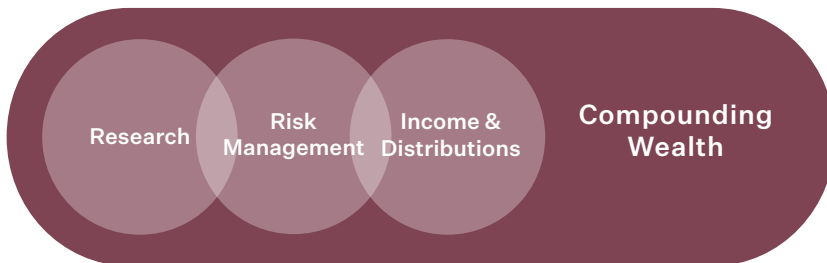 Research
Risk
Management
Income &
Distributions
Compounding
Wealth